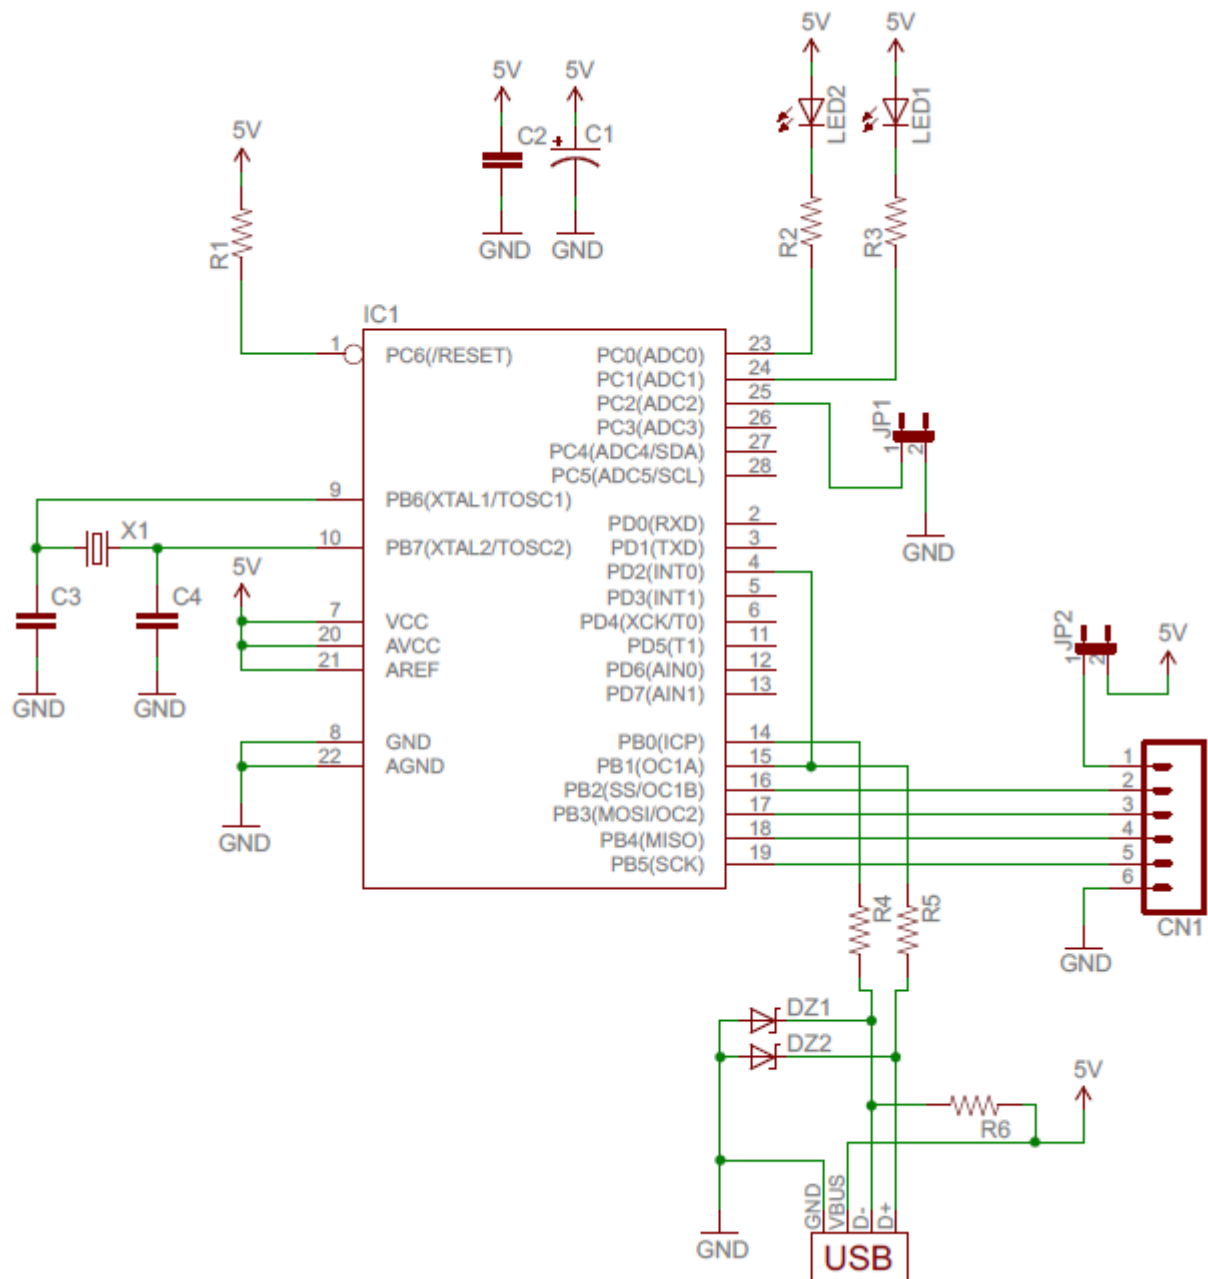 5V
5V
5V
5V
5V
LED2
LED1
C2
+
C1
R1
R2
R3
GND
GND
IC1
1
PC6(/RESET)
PC0(ADC0)
23
PC1(ADC1)
24
PC2(ADC2)
25
PC3(ADC3)
26
PC4(ADC4/SDA)
27
PC5(ADC5/SCL)
28
JP1
1
2
GND
9
PB6(XTAL1/TOSC1)
X1
10
PB7(XTAL2/TOSC2)
PD0(RXD)
2
PD1(TXD)
3
PD2(INT0)
4
PD3(INT1)
5
PD4(XCK/T0)
6
PD5(T1)
11
PD6(AIN0)
12
PD7(AIN1)
13
5V
C3
C4
7
VCC
20
AVCC
21
AREF
GND
GND
JP2
1
2
5V
8
GND
22
AGND
GND
PB0(ICP)
14
PB1(OC1A)
15
PB2(SS/OC1B)
16
PB3(MOSI/OC2)
17
PB4(MISO)
18
PB5(SCK)
19
1
2
3
4
5
6
CN1
GND
R4
R5
DZ1
DZ2
5V
R6
GND
GND
VBUS
D-
D+
USB